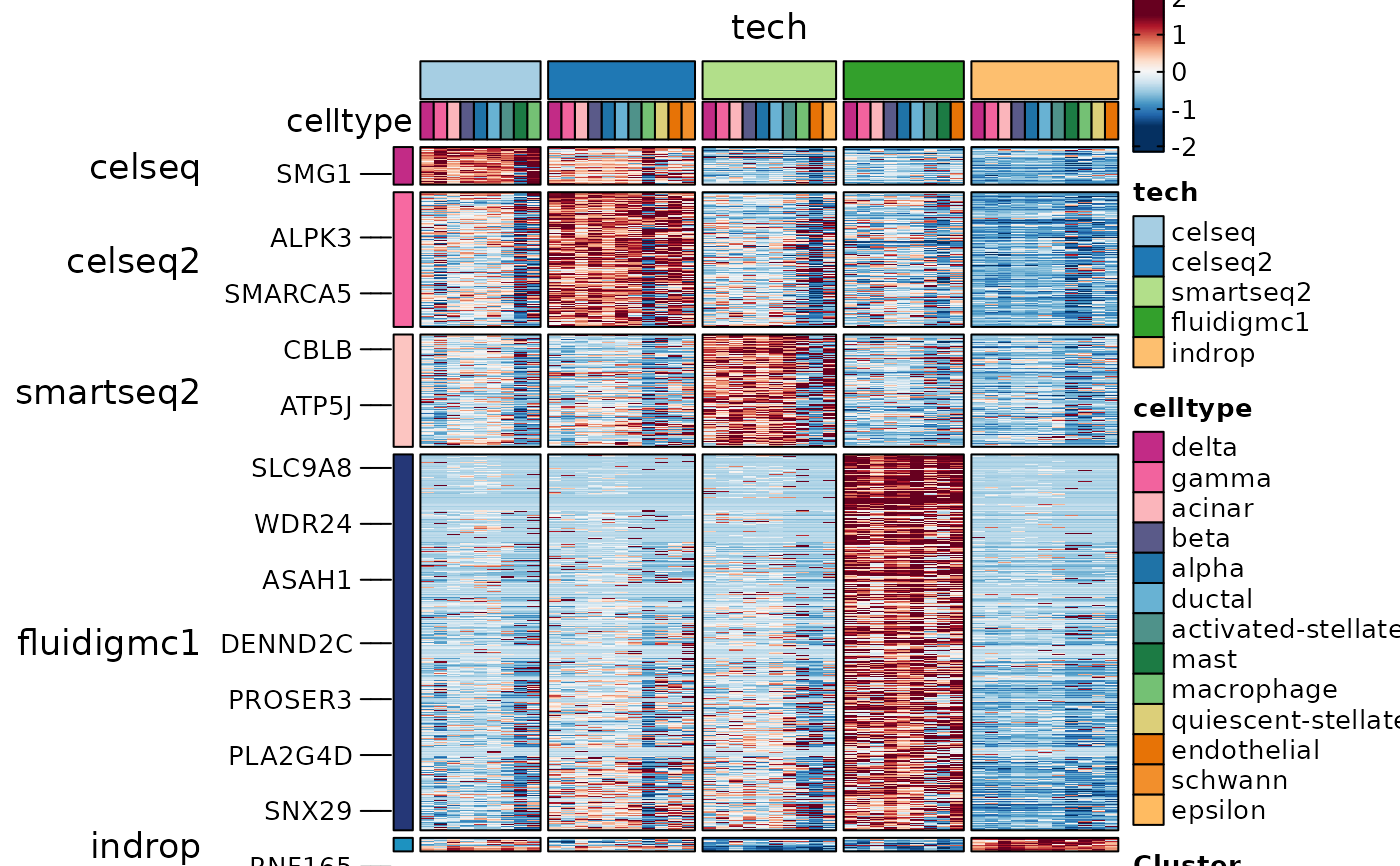 tech
celltype
celseq
SMG1
celseq2
ALPK3
SMARCA5
smartseq2
CBLB
ATP5J
fluidigmc1
SLC9A8
WDR24
ASAH1
DENND2C
PROSER3
PLA2G4D
SNX29
indrop
RNF165
2
1
0
-1
-2
tech
celseq
celseq2
smartseq2
fluidigmc1
indrop
celltype
delta
gamma
acinar
beta
alpha
ductal
activated-stellate
mast
macrophage
quiescent-stellate
endothelial
schwann
epsilon
Cluster